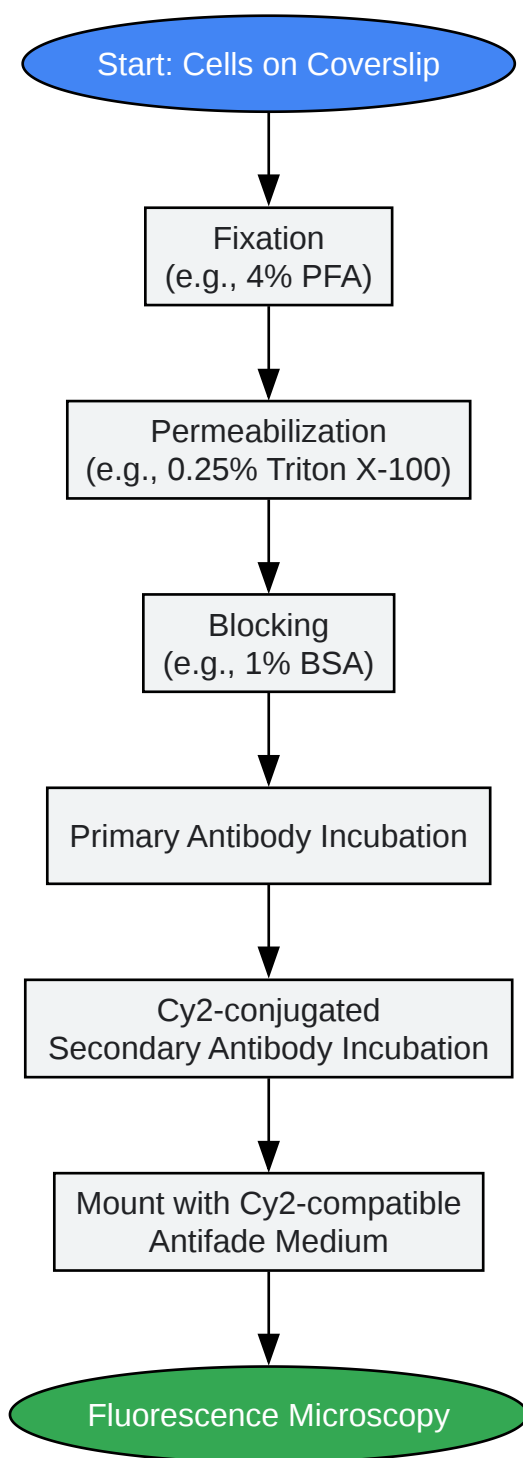 Start: Cells on Coverslip
Fixation
(e.g., 4% PFA)
Permeabilization
(e.g., 0.25% Triton X-100)
Blocking
(e.g., 1% BSA)
Primary Antibody Incubation
Cy2-conjugated
Secondary Antibody Incubation
Mount with Cy2-compatible
Antifade Medium
Fluorescence Microscopy